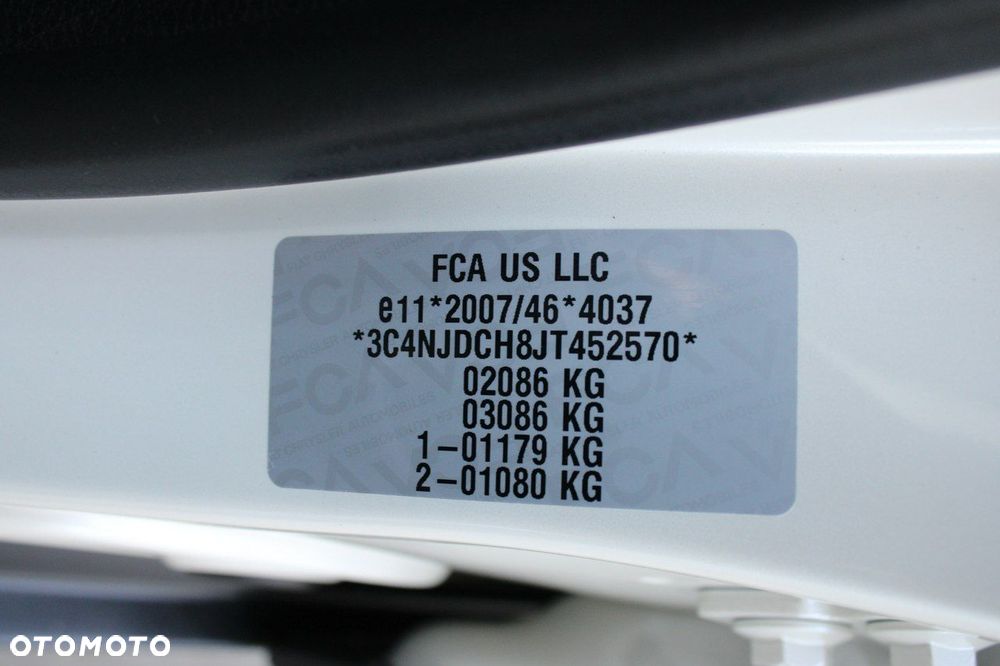 FCA US LLC
e11*2007/46*4037
*3C4NJDCH8JT452570*
02086 KG
03086 KG
1-01179 KG
2-01080 KG
OTOMOTO